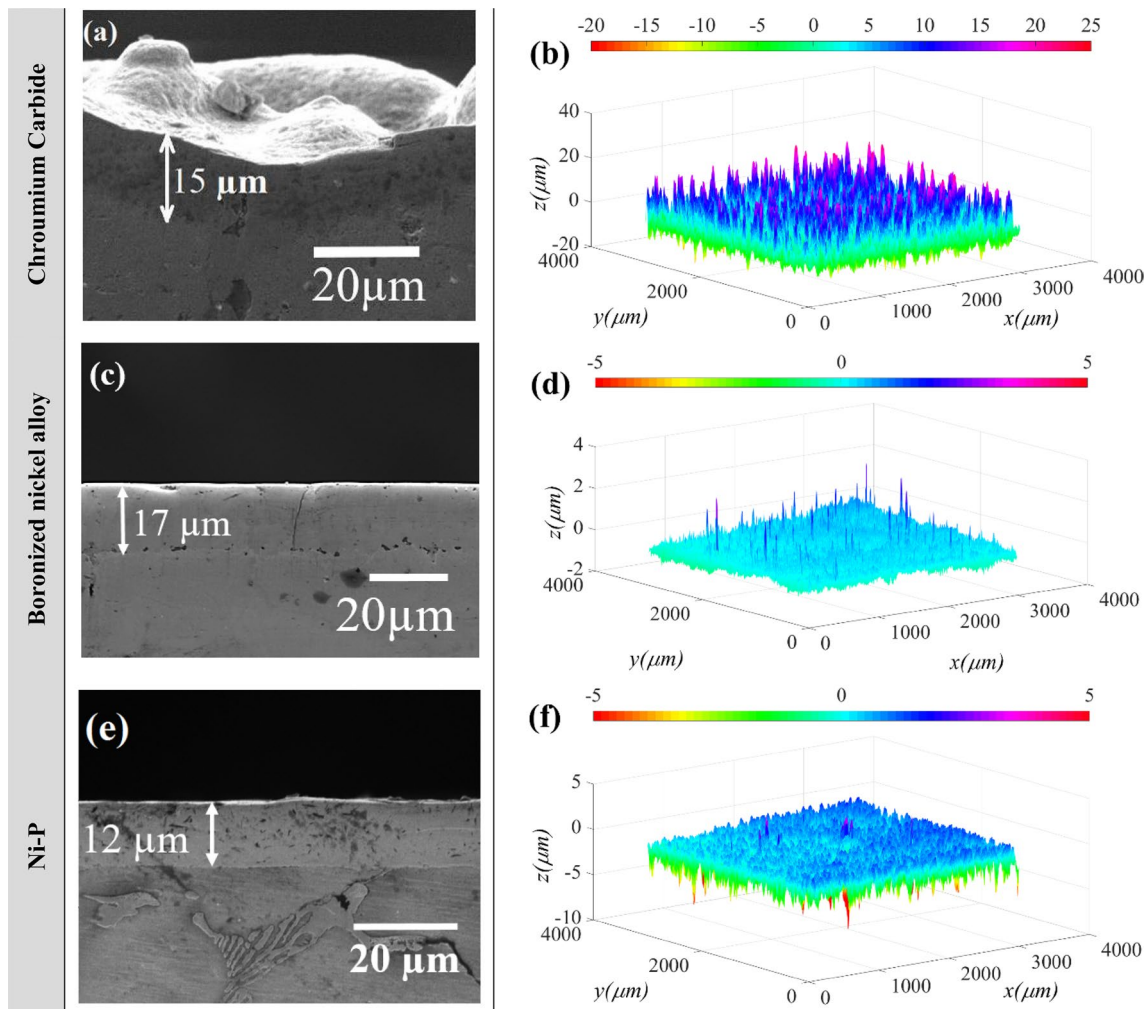 Chroumium Carbide
(a)
15 μm
20μm
(b)
-20 -15 -10 -5 0 5 10 15 20 25
z(μm)
40
20
0
-20
4000
2000
0
y(μm)
0
1000
2000
3000
4000
x(μm)
Boronized nickel alloy
(c)
17 μm
20μm
(d)
-5 0 5
z(μm)
4
2
0
-2
4000
2000
0
y(μm)
0
1000
2000
3000
4000
x(μm)
Ni-P
(e)
12 μm
20 μm
(f)
-5 0 5
z(μm)
5
0
-5
-10
4000
2000
0
y(μm)
0
1000
2000
3000
4000
x(μm)